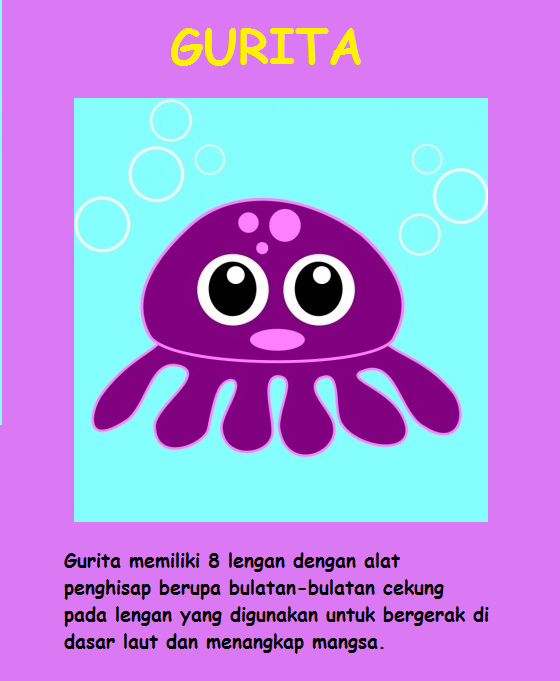 GURITA
Gurita memiliki 8 lengan dengan alat
penghisap berupa bulatan-bulatan cekung
pada lengan yang digunakan untuk bergerak di
dasar laut dan menangkap mangsa.